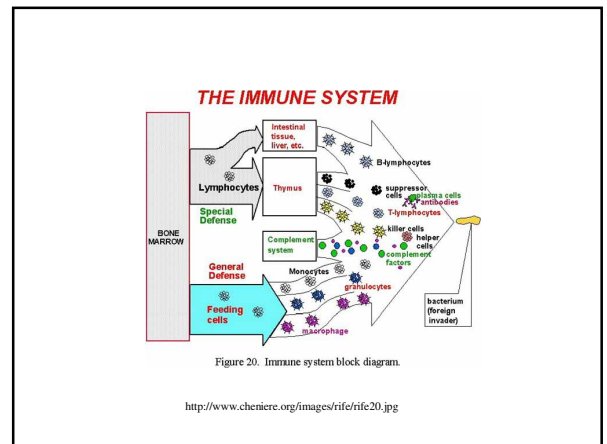 THE IMMUNE SYSTEM
Intestinal
tissue,
liver, etc.
B-lymphocytes
Lymphocytes
Thymus
suppressor
cells
plasma cells
antibodies
T-lymphocytes
Special
Defense
killer cells
BONE
MARROW
Complement
system
helper
cells
complement
factors
General
Defense
Monocytes
granulocytes
Feeding
cells
macrophage
bacterium
(foreign
invader)
Figure 20. Immune system block diagram.
http://www.cheniere.org/images/rife/rife20.jpg